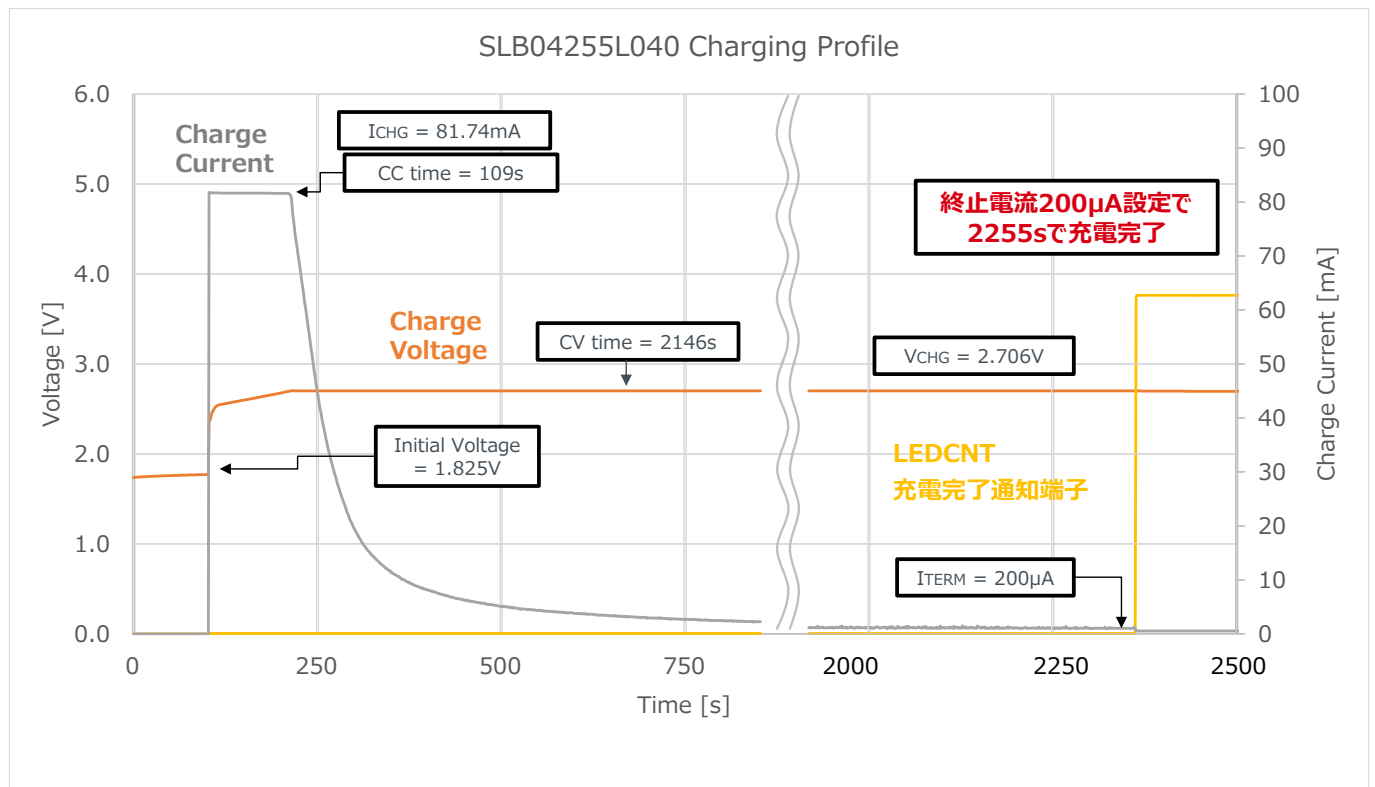 SLB04255L040 Charging Profile
6.0
5.0
4.0
3.0
2.0
1.0
0.0
Voltage [V]
100
90
80
70
60
50
40
30
20
10
0
Charge Current [mA]
Charge
Current
ICHG = 81.74mA
CC time = 109s
終止電流200μA設定で
2255sで充電完了
Charge
Voltage
CV time = 2146s
VCHG = 2.706V
Initial Voltage
= 1.825V
LEDCNT
充電完了通知端子
ITERM = 200μA
0
250
500
750
2000
2250
2500
Time [s]